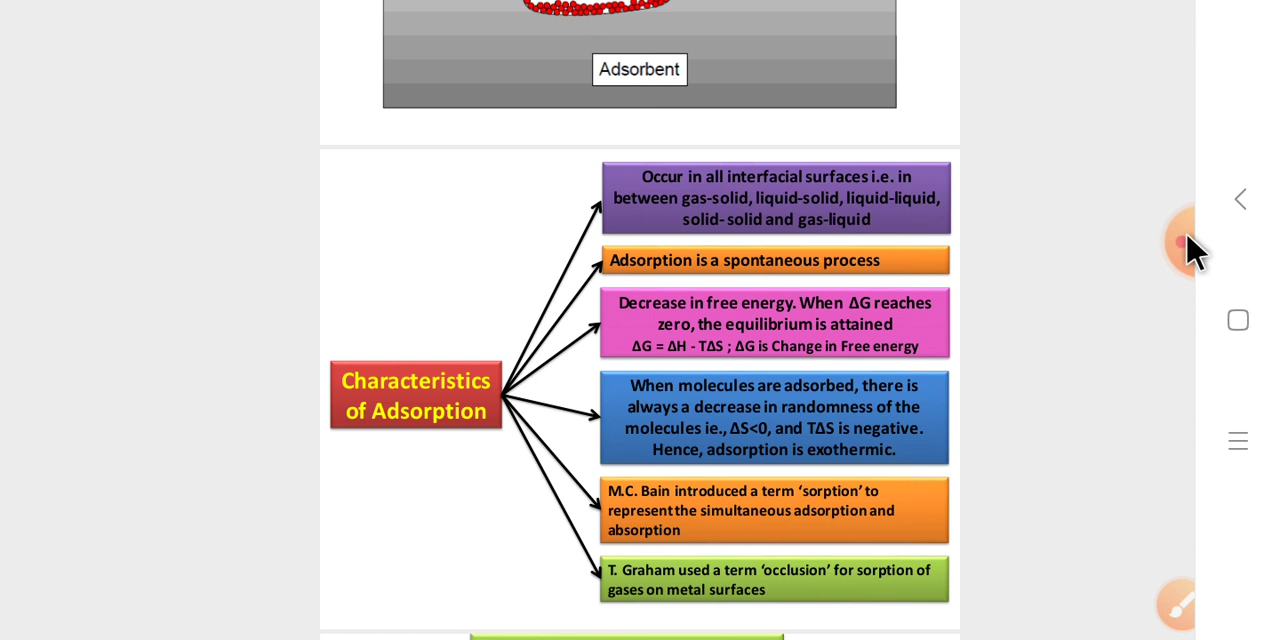 Adsorbent
Occur in all interfacial surfaces i.e. in
between gas-solid, liquid-solid, liquid-liquid,
solid- solid and gas-liquid
Adsorption is a spontaneous process
Decrease in free energy. When ΔG reaches
zero, the equilibrium is attained
ΔG = ΔH - TΔS ; ΔG is Change in Free energy
Characteristics
of Adsorption
When molecules are adsorbed, there is
always a decrease in randomness of the
molecules ie., ΔS<0, and TΔS is negative.
Hence, adsorption is exothermic.
M.C. Bain introduced a term ‘sorption’ to
represent the simultaneous adsorption and
absorption
T. Graham used a term ‘occlusion’ for sorption of
gases on metal surfaces